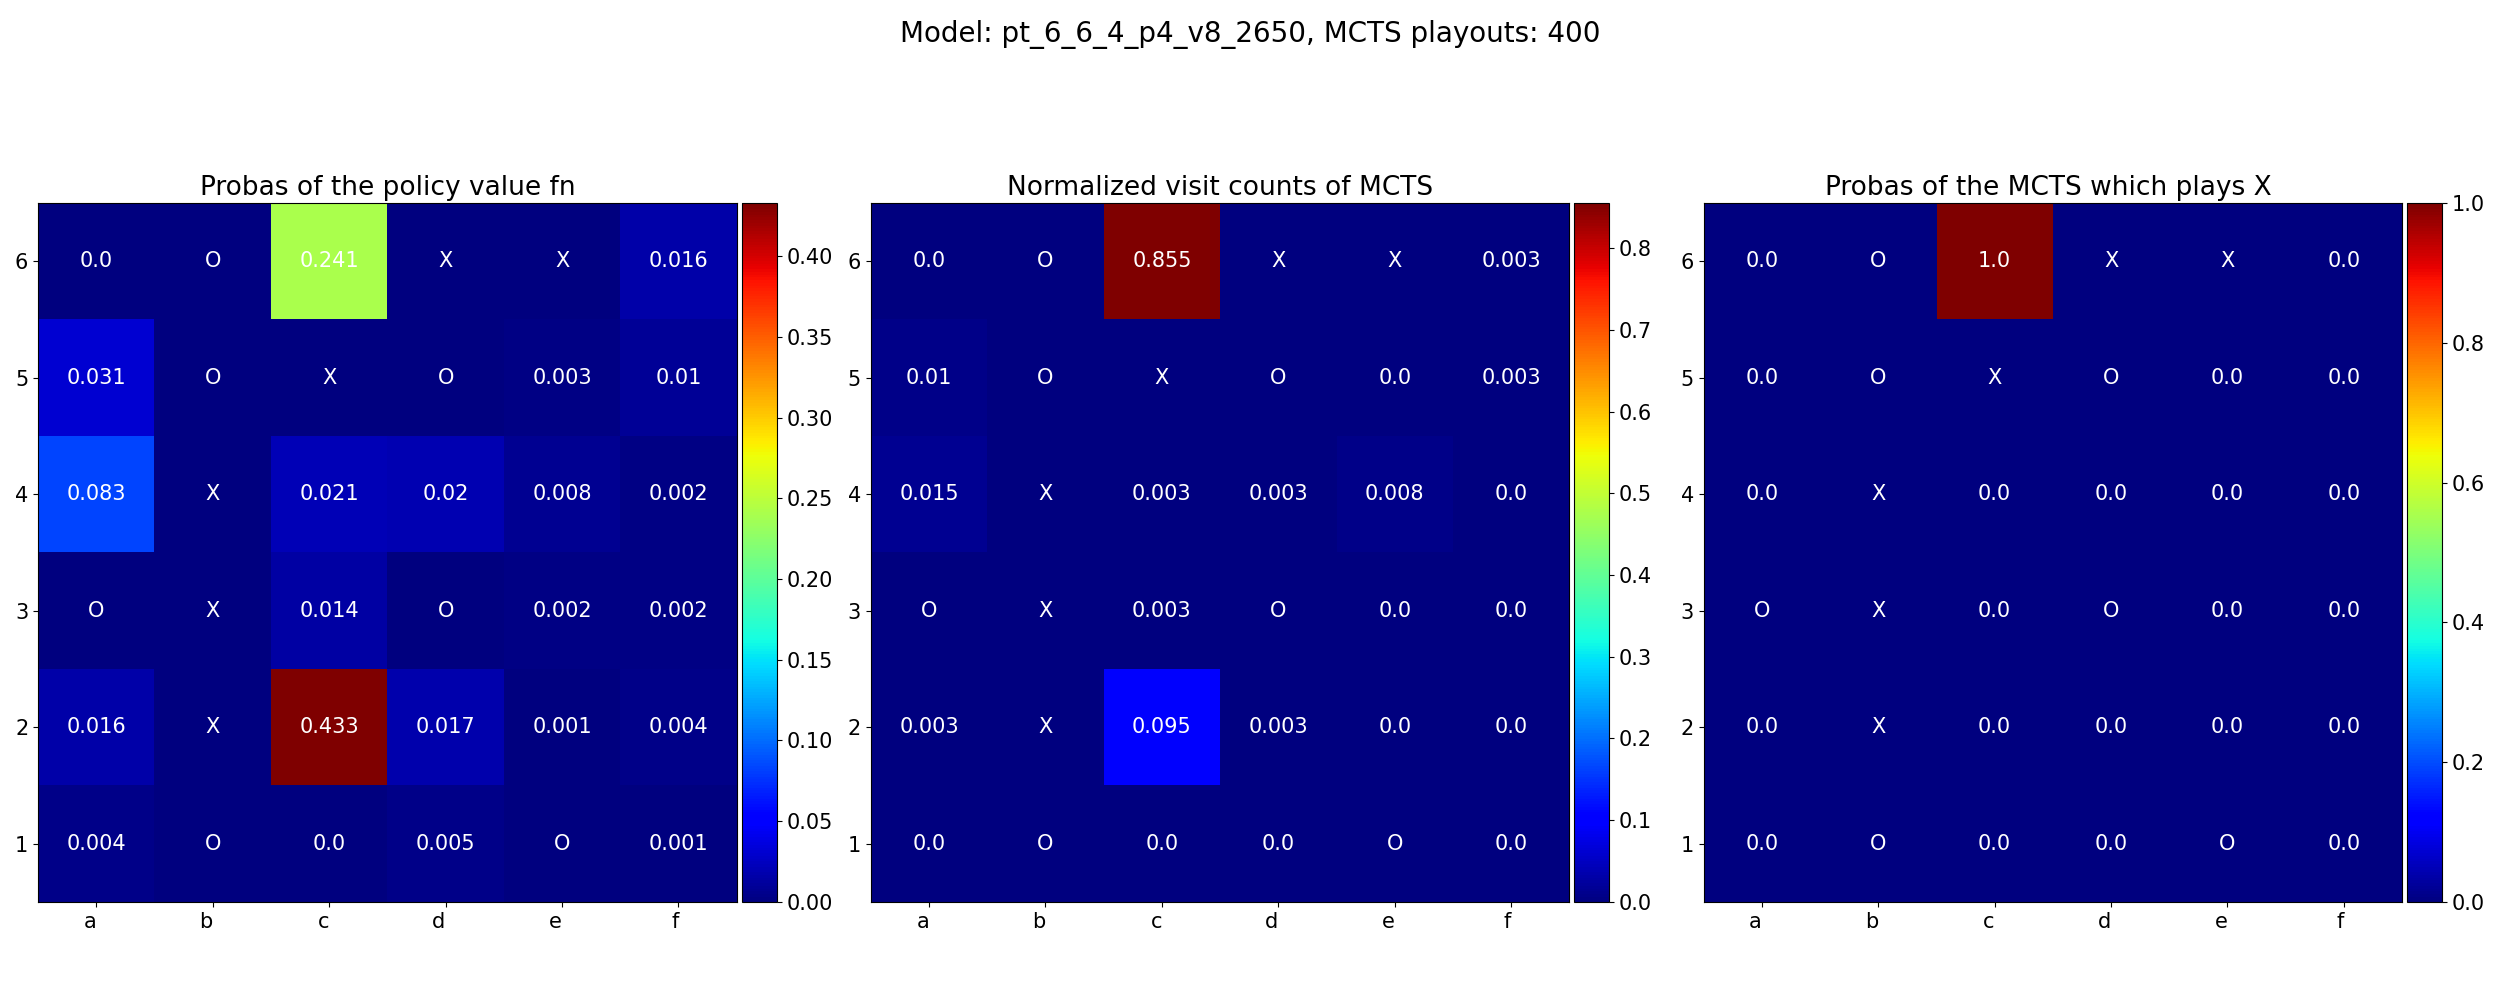 Model: pt_6_6_4_p4_v8_2650, MCTS playouts: 400
Probas of the policy value fn
6 0.0 O 0.241 X X 0.016
5 0.031 O X O 0.003 0.01
4 0.083 X 0.021 0.02 0.008 0.002
3 O X 0.014 O 0.002 0.002
2 0.016 X 0.433 0.017 0.001 0.004
1 0.004 O 0.0 0.005 O 0.001
a b c d e f
0.40
0.35
0.30
0.25
0.20
0.15
0.10
0.05
0.00
Normalized visit counts of MCTS
6 0.0 O 0.855 X X 0.003
5 0.01 O X O 0.0 0.003
4 0.015 X 0.003 0.003 0.008 0.0
3 O X 0.003 O 0.0 0.0
2 0.003 X 0.095 0.003 0.0 0.0
1 0.0 O 0.0 0.0 O 0.0
a b c d e f
0.8
0.7
0.6
0.5
0.4
0.3
0.2
0.1
0.0
Probas of the MCTS which plays X
6 0.0 O 1.0 X X 0.0
5 0.0 O X O 0.0 0.0
4 0.0 X 0.0 0.0 0.0 0.0
3 O X 0.0 O 0.0 0.0
2 0.0 X 0.0 0.0 0.0 0.0
1 0.0 O 0.0 0.0 O 0.0
a b c d e f
1.0
0.8
0.6
0.4
0.2
0.0